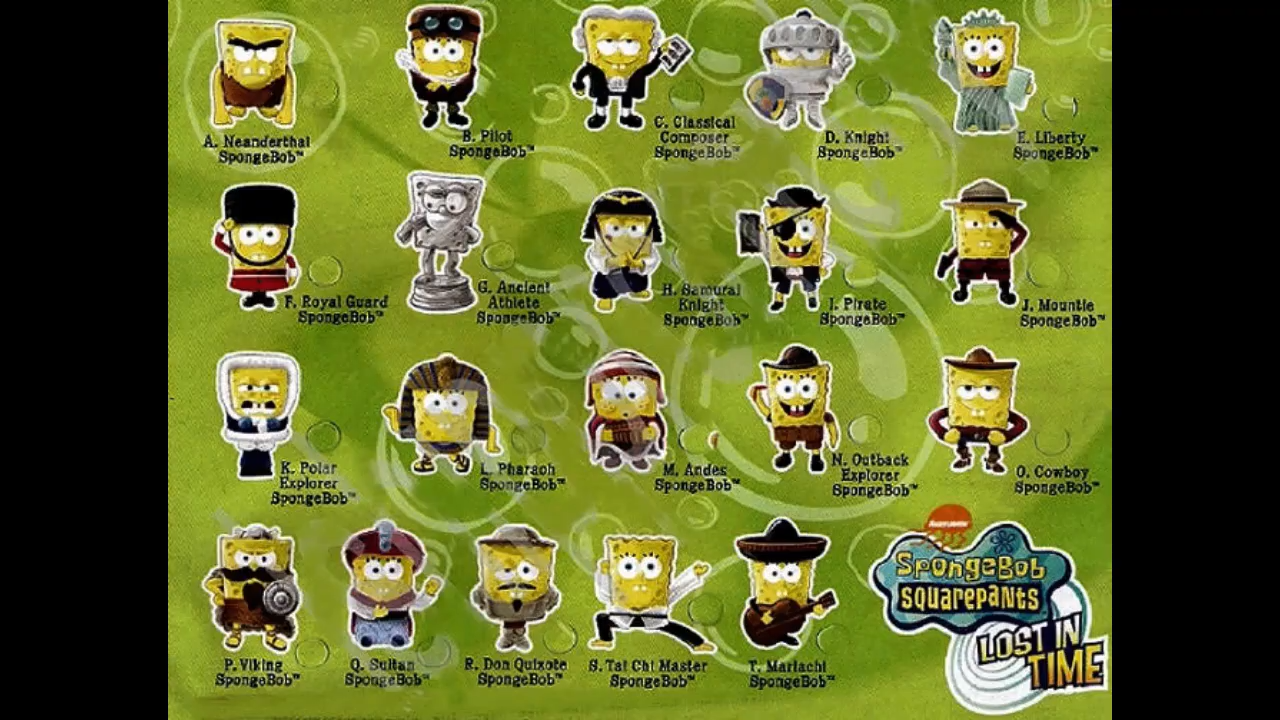 A. Neanderthal
SpongeBob™
B. Pilot
SpongeBob™
C. Classical
Composer
SpongeBob™
D. Knight
SpongeBob™
E. Liberty
SpongeBob™
F. Royal Guard
SpongeBob™
G. Ancient
Athlete
SpongeBob™
H. Samurai
Knight
SpongeBob™
I. Pirate
SpongeBob™
J. Mountie
SpongeBob™
K. Polar
Explorer
SpongeBob™
L. Pharaoh
SpongeBob™
M. Andes
SpongeBob™
N. Outback
Explorer
SpongeBob™
O. Cowboy
SpongeBob™
P. Viking
SpongeBob™
Q. Sultan
SpongeBob™
R. Don Quixote
SpongeBob™
S. Tai Chi Master
SpongeBob™
T. Mariachi
SpongeBob™
NICKELODEON
SpongeBob
SquarePants
LOST IN
TIME